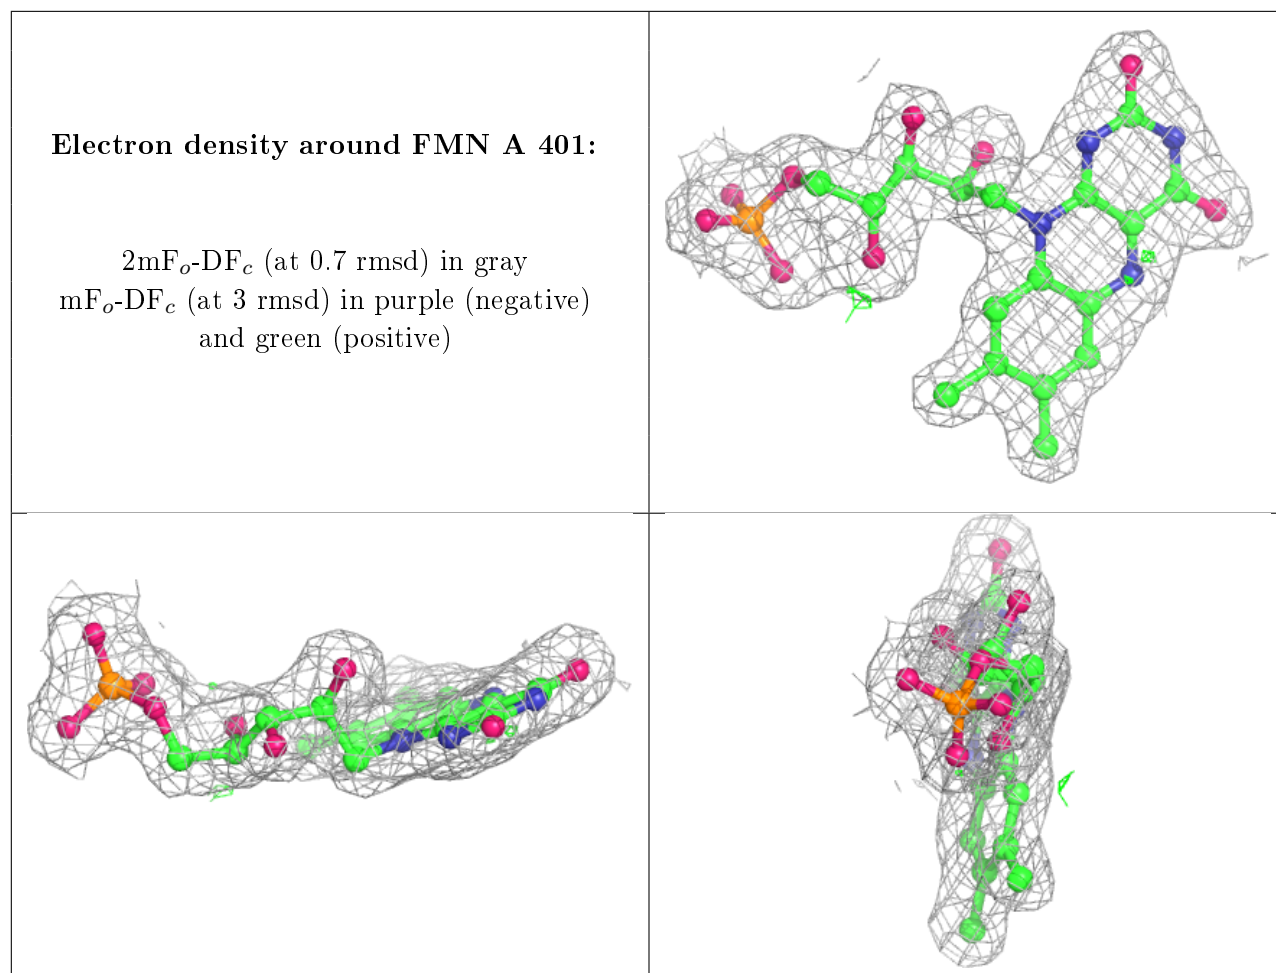 Electron density around FMN A 401:
2mFo-DFc (at 0.7 rmsd) in gray
mFo-DFc (at 3 rmsd) in purple (negative)
and green (positive)